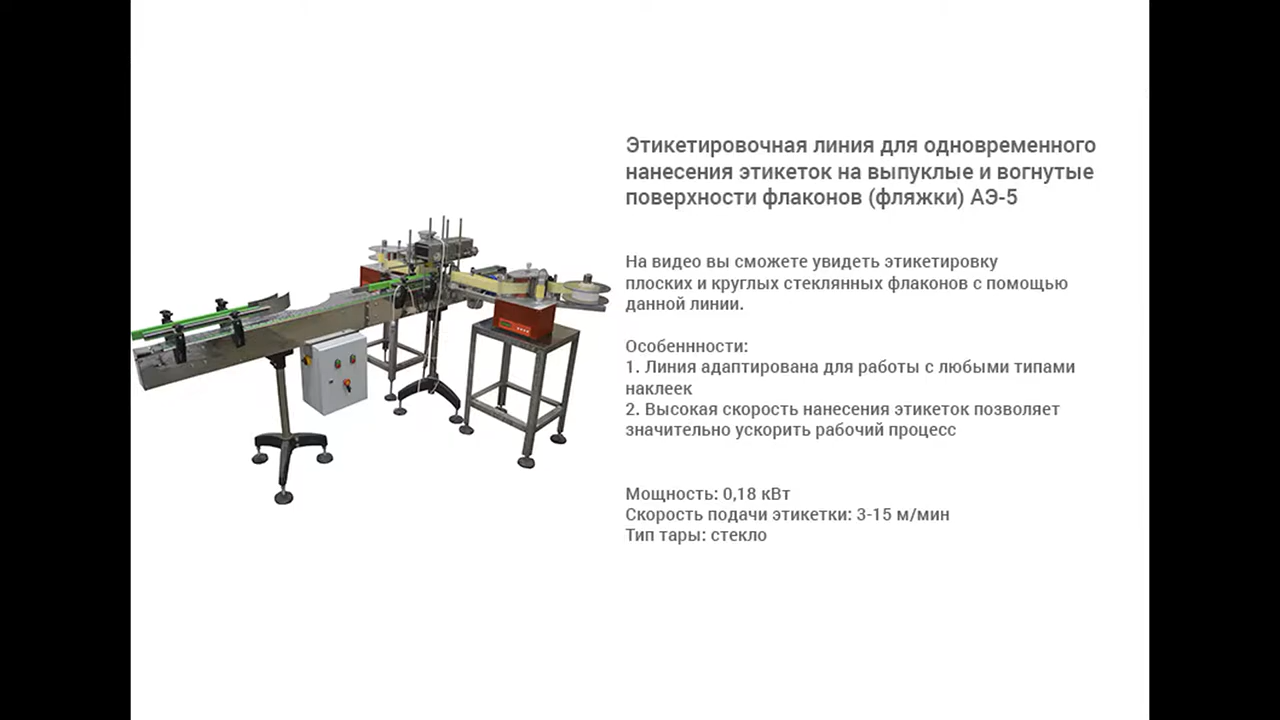 Этикетировочная линия для одновременного
нанесения этикеток на выпуклые и вогнутые
поверхности флаконов (фляжки) АЭ-5
На видео вы сможете увидеть этикетировку
плоских и круглых стеклянных флаконов с помощью
данной линии.
Особеннности:
1. Линия адаптирована для работы с любыми типами
наклеек
2. Высокая скорость нанесения этикеток позволяет
значительно ускорить рабочий процесс
Мощность: 0,18 кВт
Скорость подачи этикетки: 3-15 м/мин
Тип тары: стекло